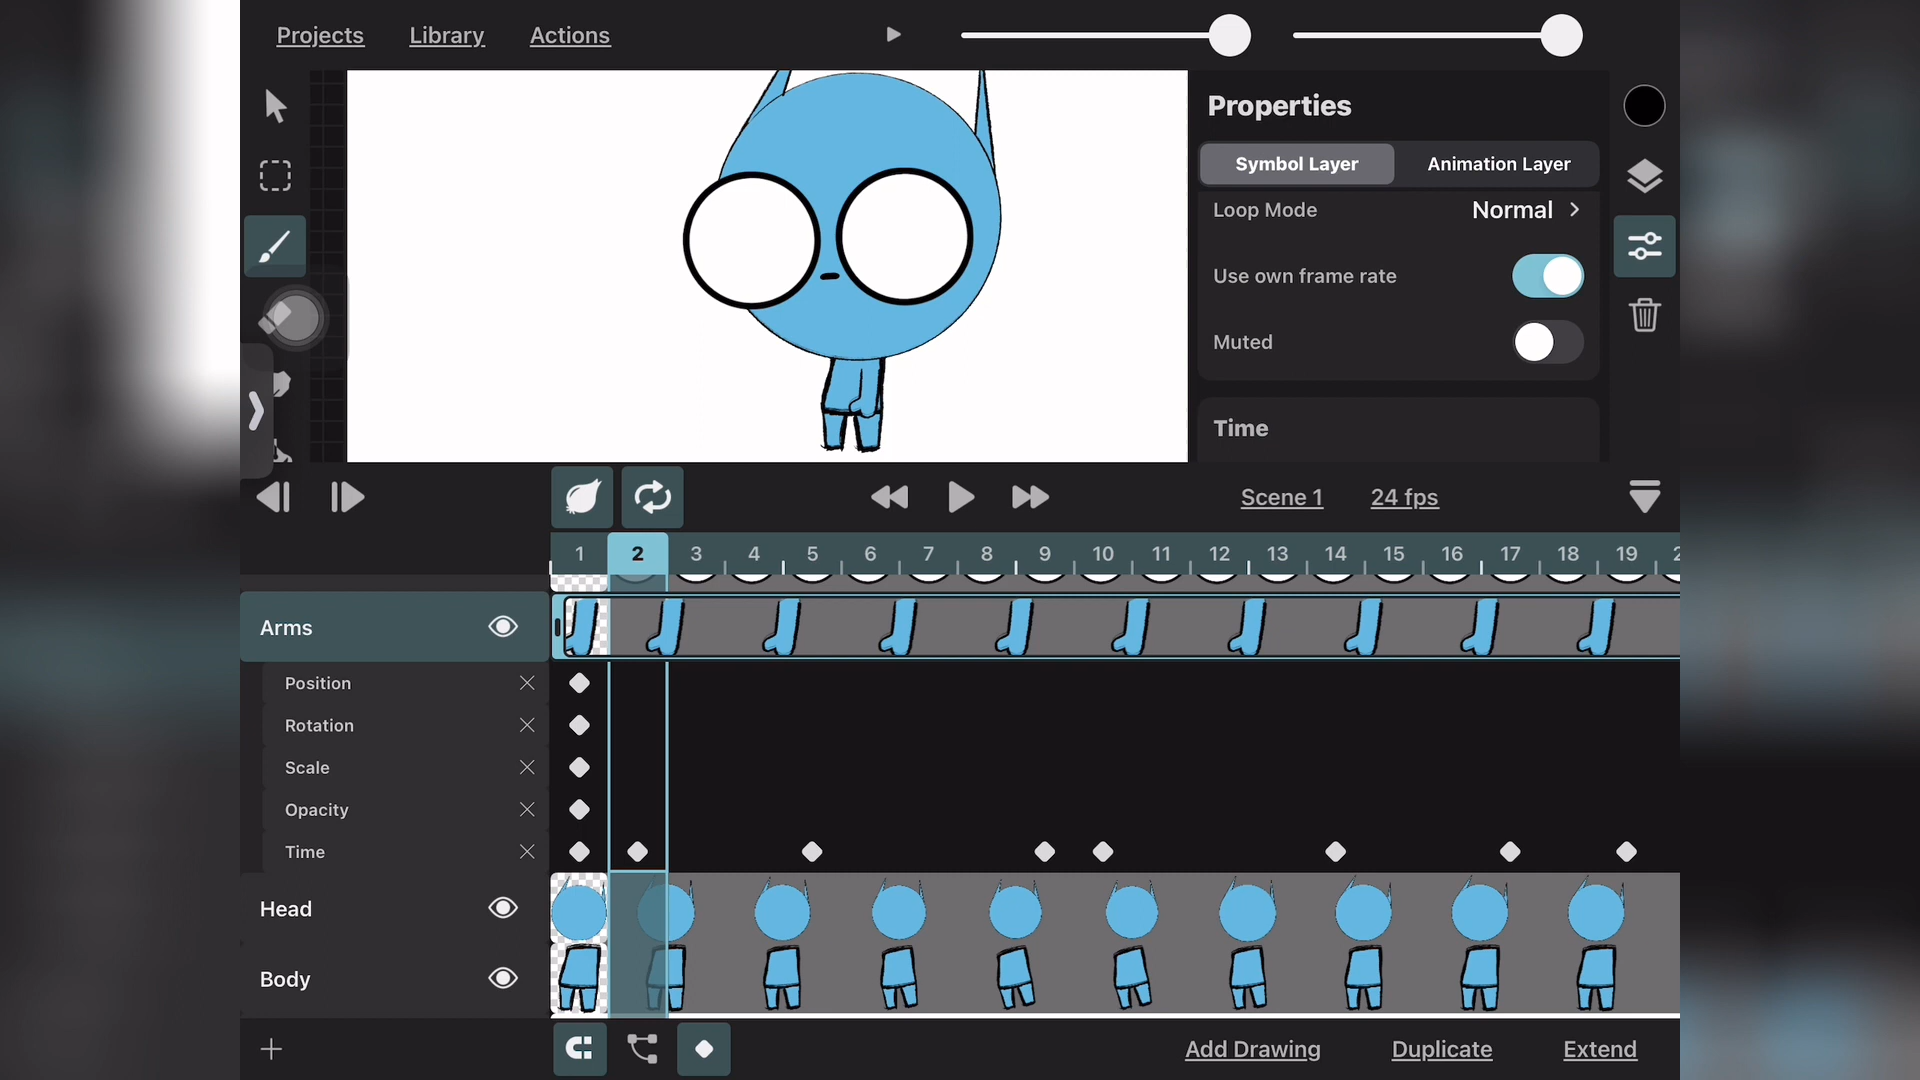 Projects Library Actions
Properties
Symbol Layer Animation Layer
Loop Mode Normal
Use own frame rate
Muted
Time
Scene 1 24 fps
1 2 3 4 5 6 7 8 9 10 11 12 13 14 15 16 17 18 19 2
Arms
Position
Rotation
Scale
Opacity
Time
Head
Body
Add Drawing Duplicate Extend